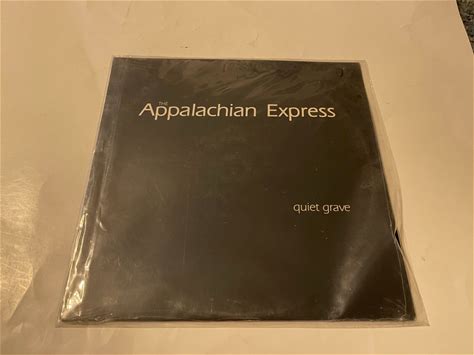 THE
Appalachian Express
quiet grave